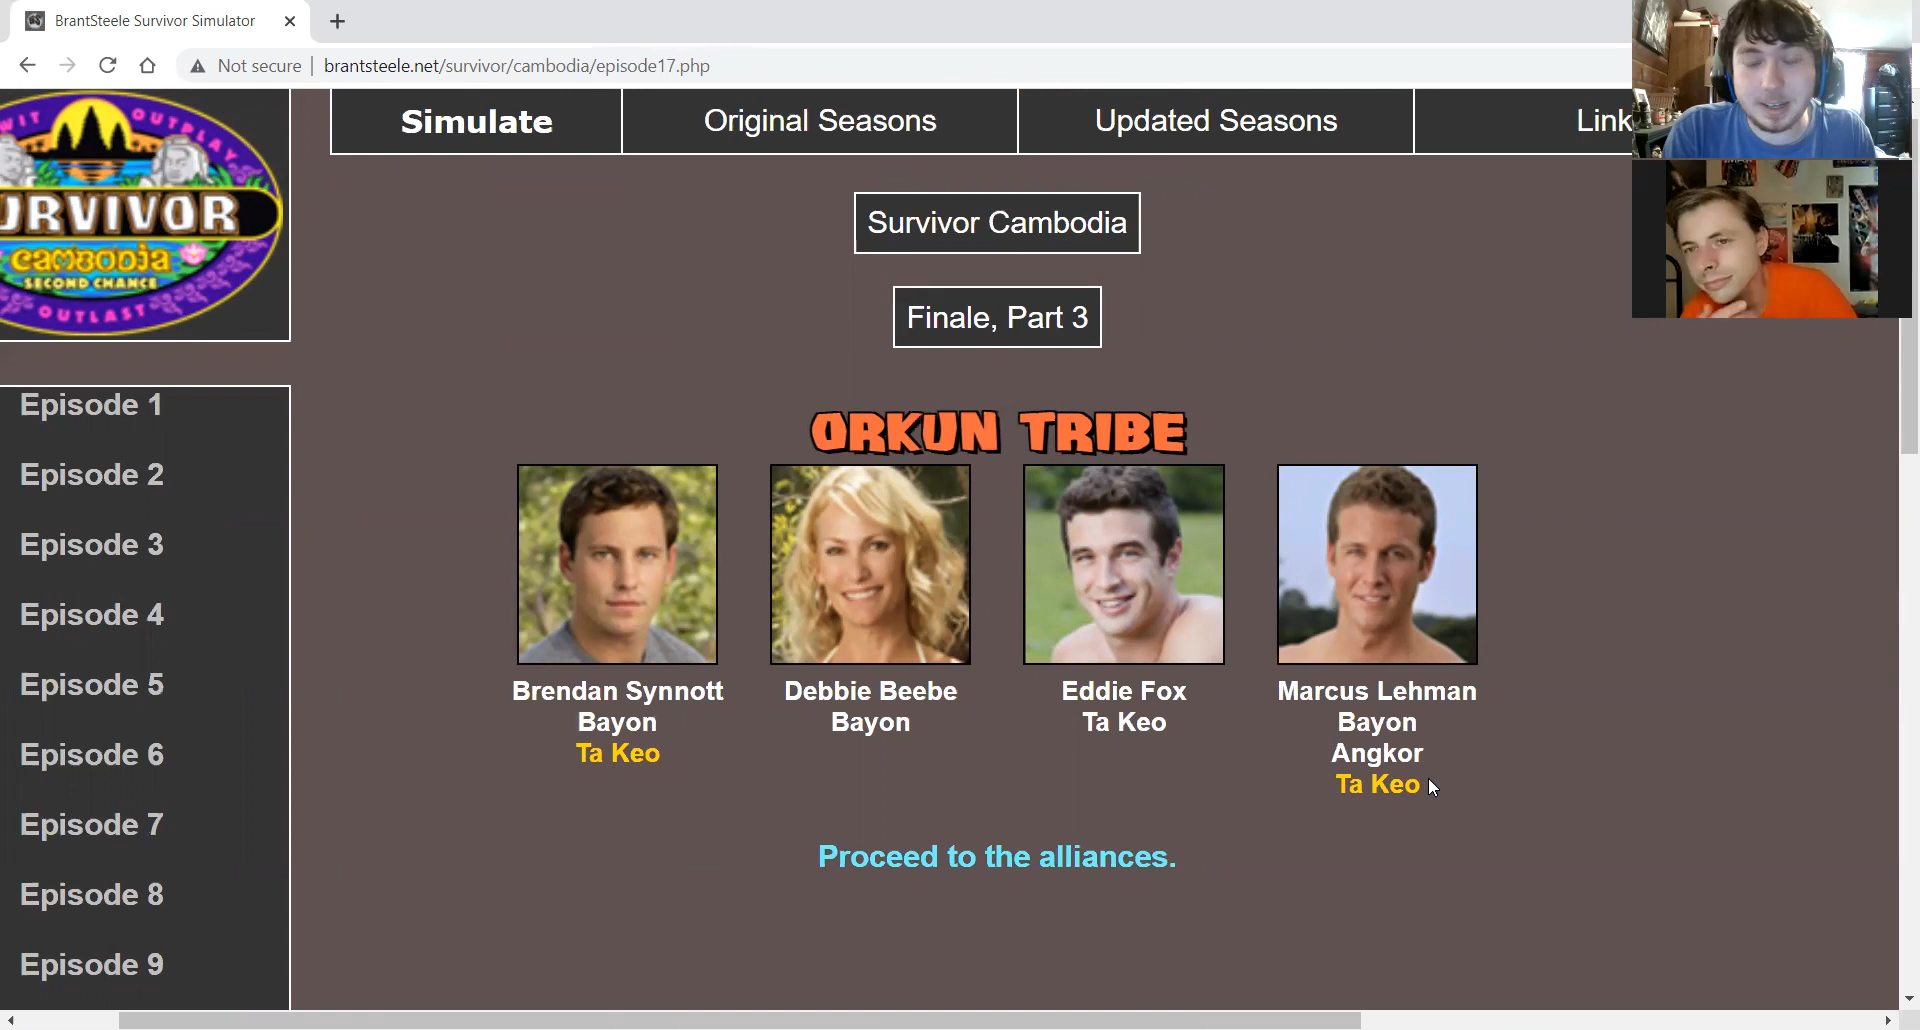 BrantSteele Survivor Simulator
Not secure
brantsteele.net/survivor/cambodia/episode17.php
WIT OUTPLAY
URVIVOR
CAMBODIA
SECOND CHANCE
OUTLAST
Simulate
Original Seasons
Updated Seasons
Link
Survivor Cambodia
Finale, Part 3
Episode 1
Episode 2
Episode 3
Episode 4
Episode 5
Episode 6
Episode 7
Episode 8
Episode 9
ORKUN TRIBE
Brendan Synnott
Bayon
Ta Keo
Debbie Beebe
Bayon
Eddie Fox
Ta Keo
Marcus Lehman
Bayon
Angkor
Ta Keo
Proceed to the alliances.